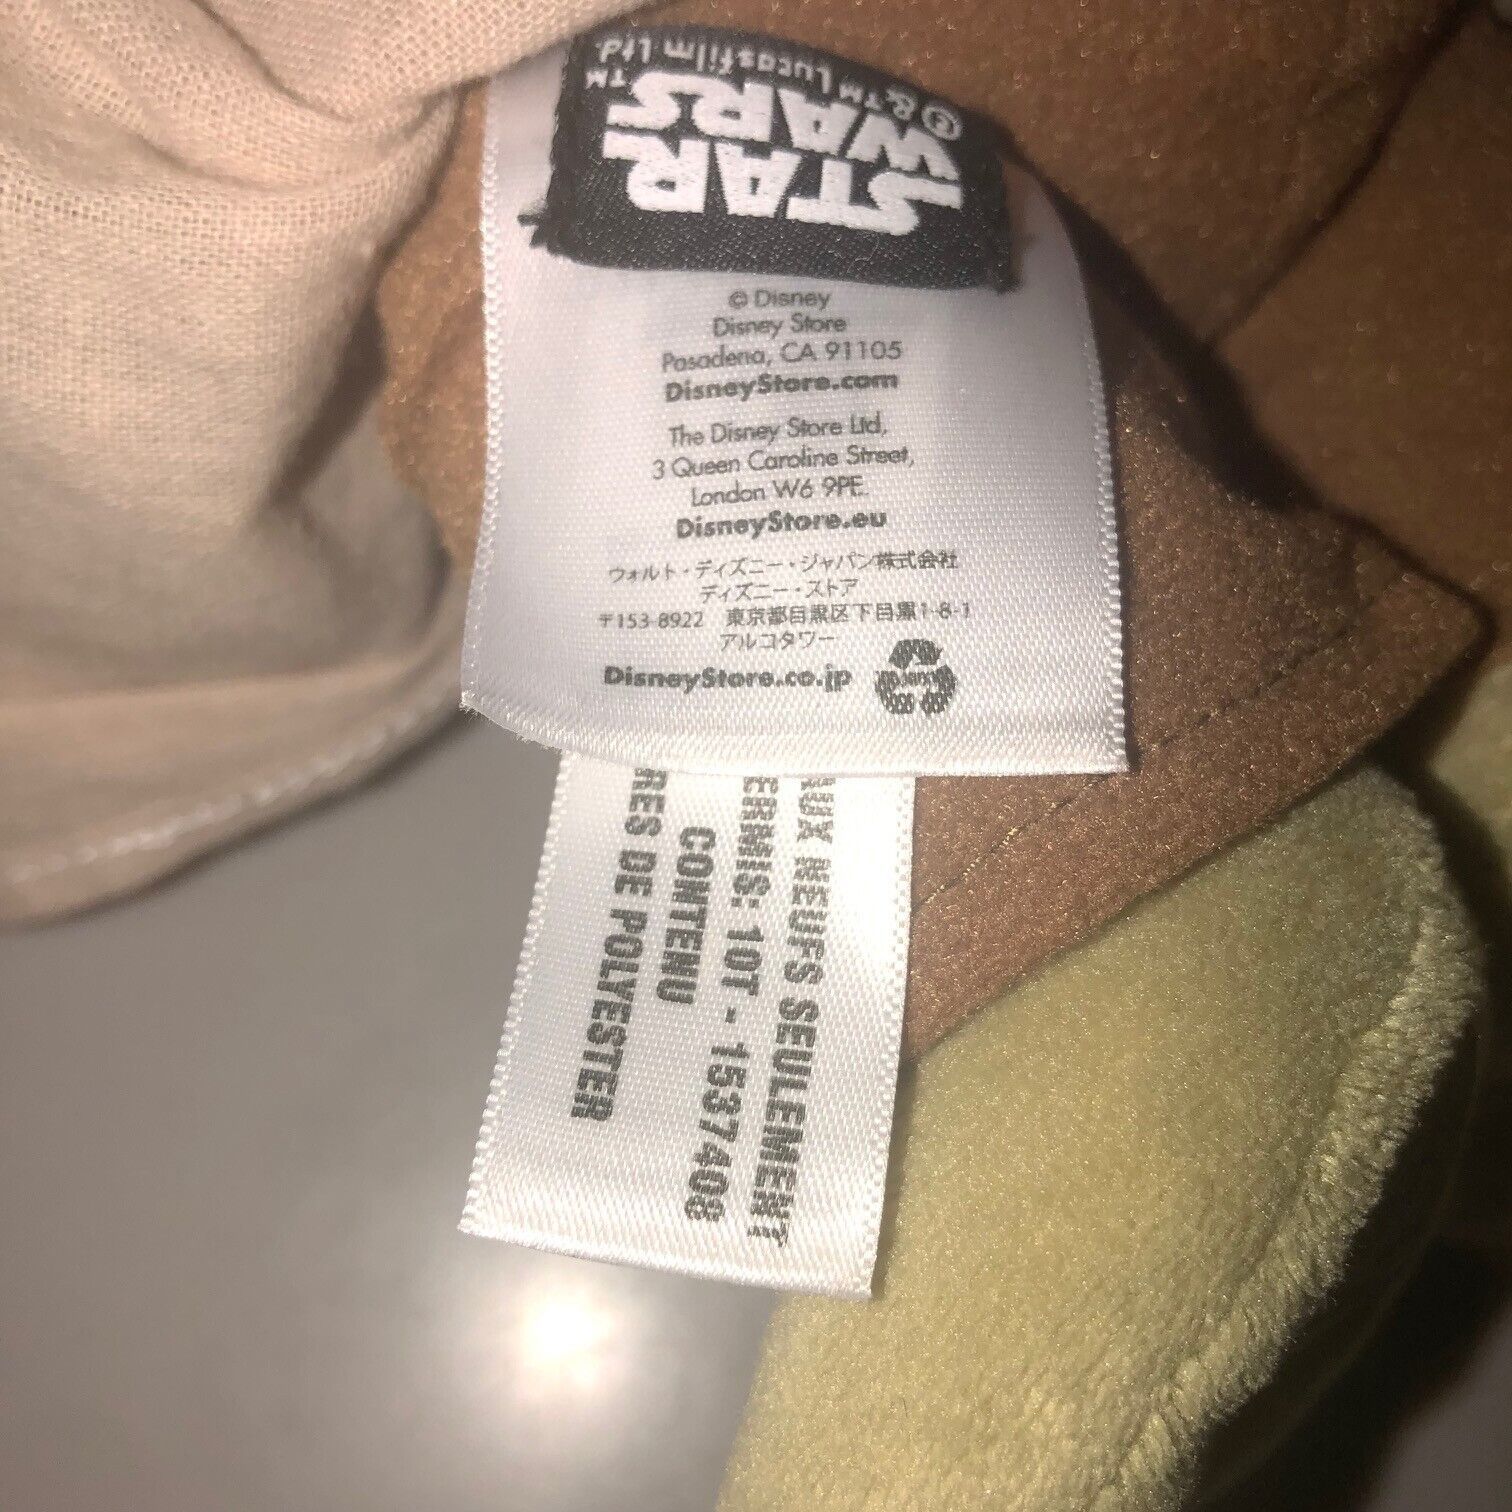 STAR
WARS
™
©&™ Lucasfilm Ltd.
© Disney
Disney Store
Pasadena, CA 91105
DisneyStore.com
The Disney Store Ltd,
3 Queen Caroline Street,
London W6 9PE.
DisneyStore.eu
ウォルト・ディズニー・ジャパン株式会社
ディズニー・ストア
〒153-8922 東京都目黒区下目黒1-8-1
アルコタワー
DisneyStore.co.jp
AUX NEUFS SEULEMENT
ERMIS: 10T - 1537408
CONTENU
RES DE POLYESTER